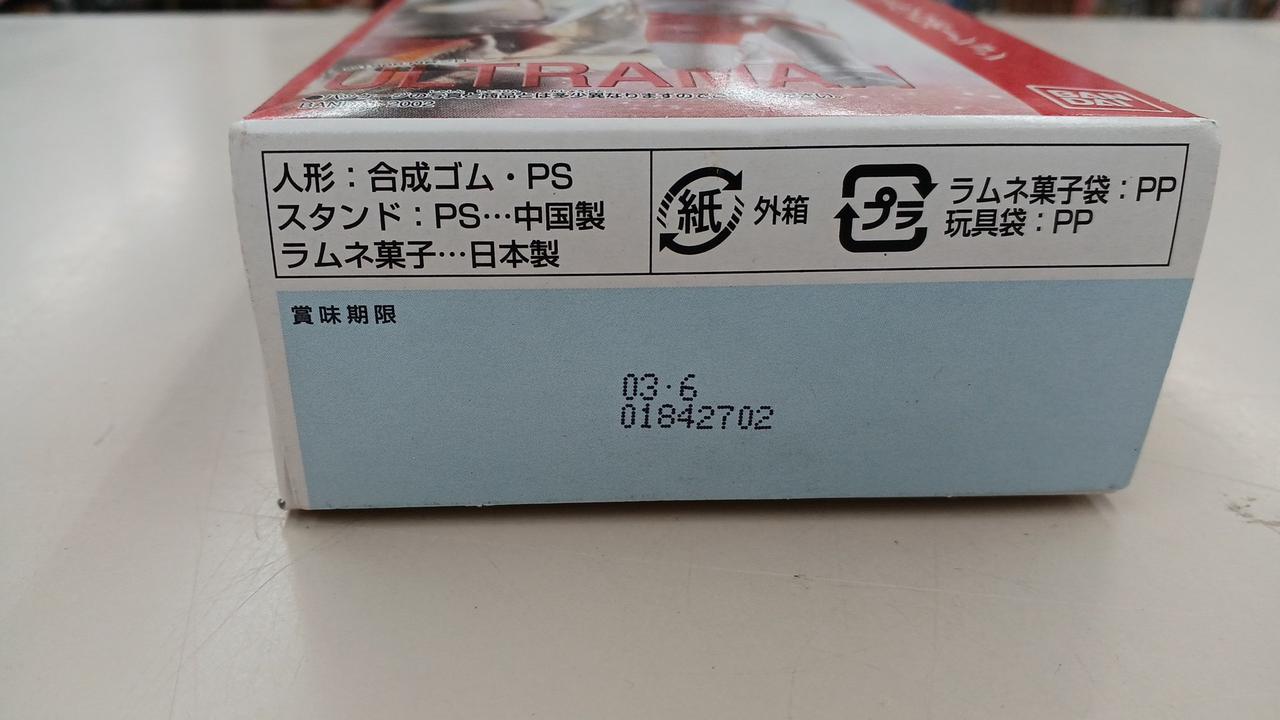 ULTRAMAN
BANDAI 2002
BAN
DAI
人形：合成ゴム・PS
スタンド：PS…中国製
ラムネ菓子…日本製
紙 外箱
プラ ラムネ菓子袋：PP
玩具袋：PP
賞味期限
03·6
01842702